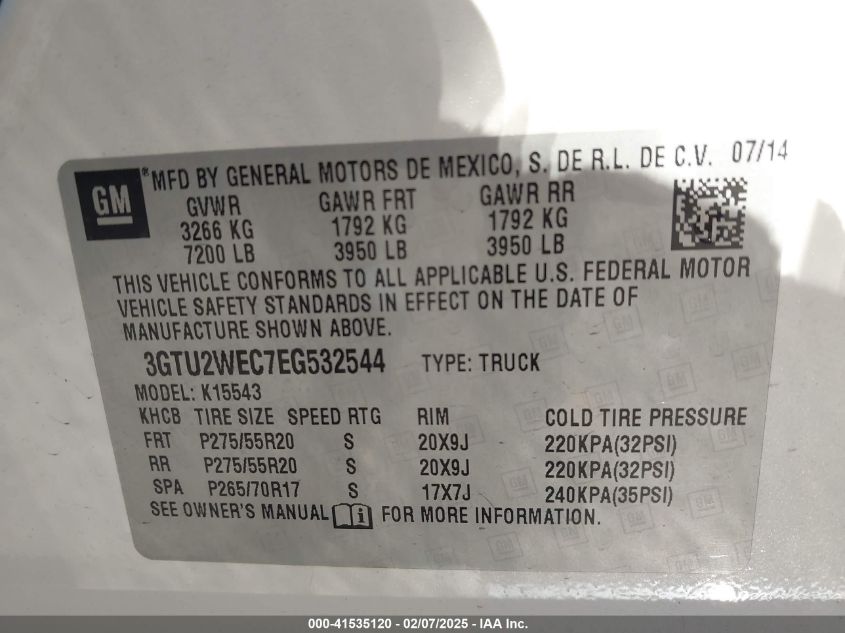 GM ® MFD BY GENERAL MOTORS DE MEXICO, S. DE R.L. DE C.V. 07/14
GVWR GAWR FRT GAWR RR
3266 KG 1792 KG 1792 KG
7200 LB 3950 LB 3950 LB
THIS VEHICLE CONFORMS TO ALL APPLICABLE U.S. FEDERAL MOTOR
VEHICLE SAFETY STANDARDS IN EFFECT ON THE DATE OF
MANUFACTURE SHOWN ABOVE.
3GTU2WEC7EG532544 TYPE: TRUCK
MODEL: K15543
KHCB TIRE SIZE SPEED RTG RIM COLD TIRE PRESSURE
FRT P275/55R20 S 20X9J 220KPA(32PSI)
RR P275/55R20 S 20X9J 220KPA(32PSI)
SPA P265/70R17 S 17X7J 240KPA(35PSI)
SEE OWNER'S MANUAL FOR MORE INFORMATION.
000-41535120 - 02/07/2025 - IAA Inc.